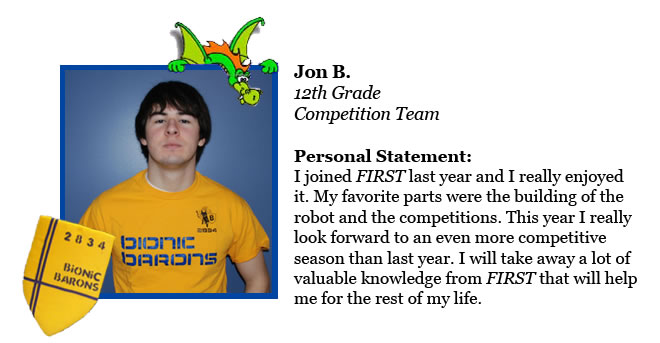 Jon B.
12th Grade
Competition Team
Personal Statement:
I joined FIRST last year and I really enjoyed
it. My favorite parts were the building of the
robot and the competitions. This year I really
look forward to an even more competitive
season than last year. I will take away a lot of
valuable knowledge from FIRST that will help
me for the rest of my life.
2834
BIONIC
BARONS
2834
BIONIC
BARONS